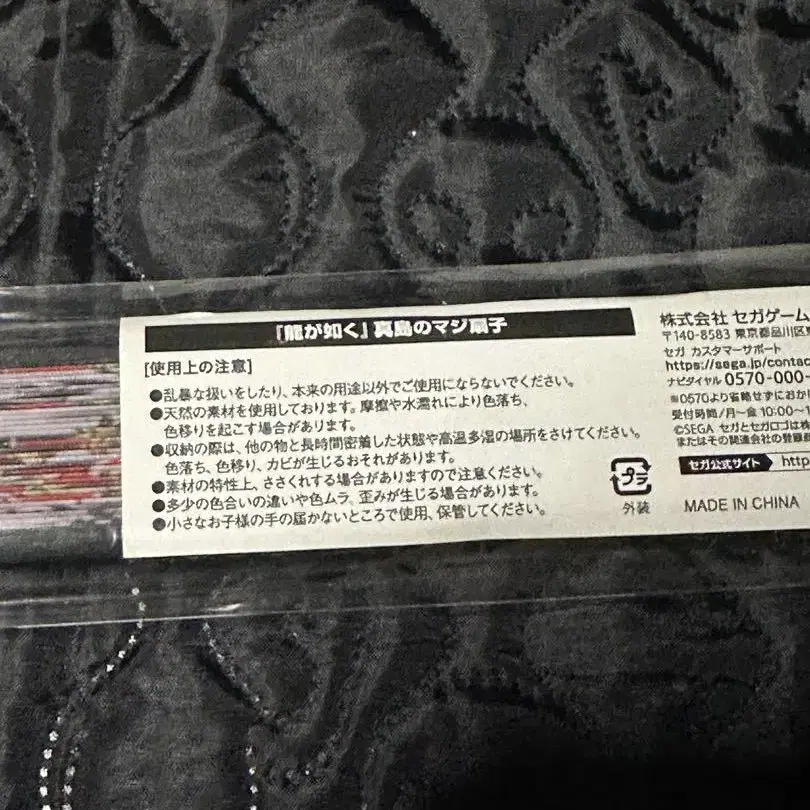 『龍が如く』真島のマジ扇子
[使用上の注意]
●乱暴な扱いをしたり、本来の用途以外でご使用にならないでください。
●天然の素材を使用しております。摩擦や水濡れにより色落ち、
色移りを起こす場合があります。
●収納の際は、他の物と長時間密着した状態や高温多湿の場所をさけてください。
色落ち、色移り、カビが生じるおそれがあります。
●素材の特性上、ささくれする場合がありますので注意ください。
●多少の色合いの違いや色ムラ、歪みが生じる場合があります。
●小さなお子様の手の届かないところで使用、保管してください。
プラ
外装
株式会社 セガゲーム
〒140-8583 東京都品川区
セガ カスタマーサポート
https://sega.jp/contac
ナビダイヤル 0570-000-
※0570より省略せずにおか
受付時間/月〜金 10:00〜
©SEGA セガとセガロゴは株
またはその関連会社の登録商
セガ公式サイト http
MADE IN CHINA